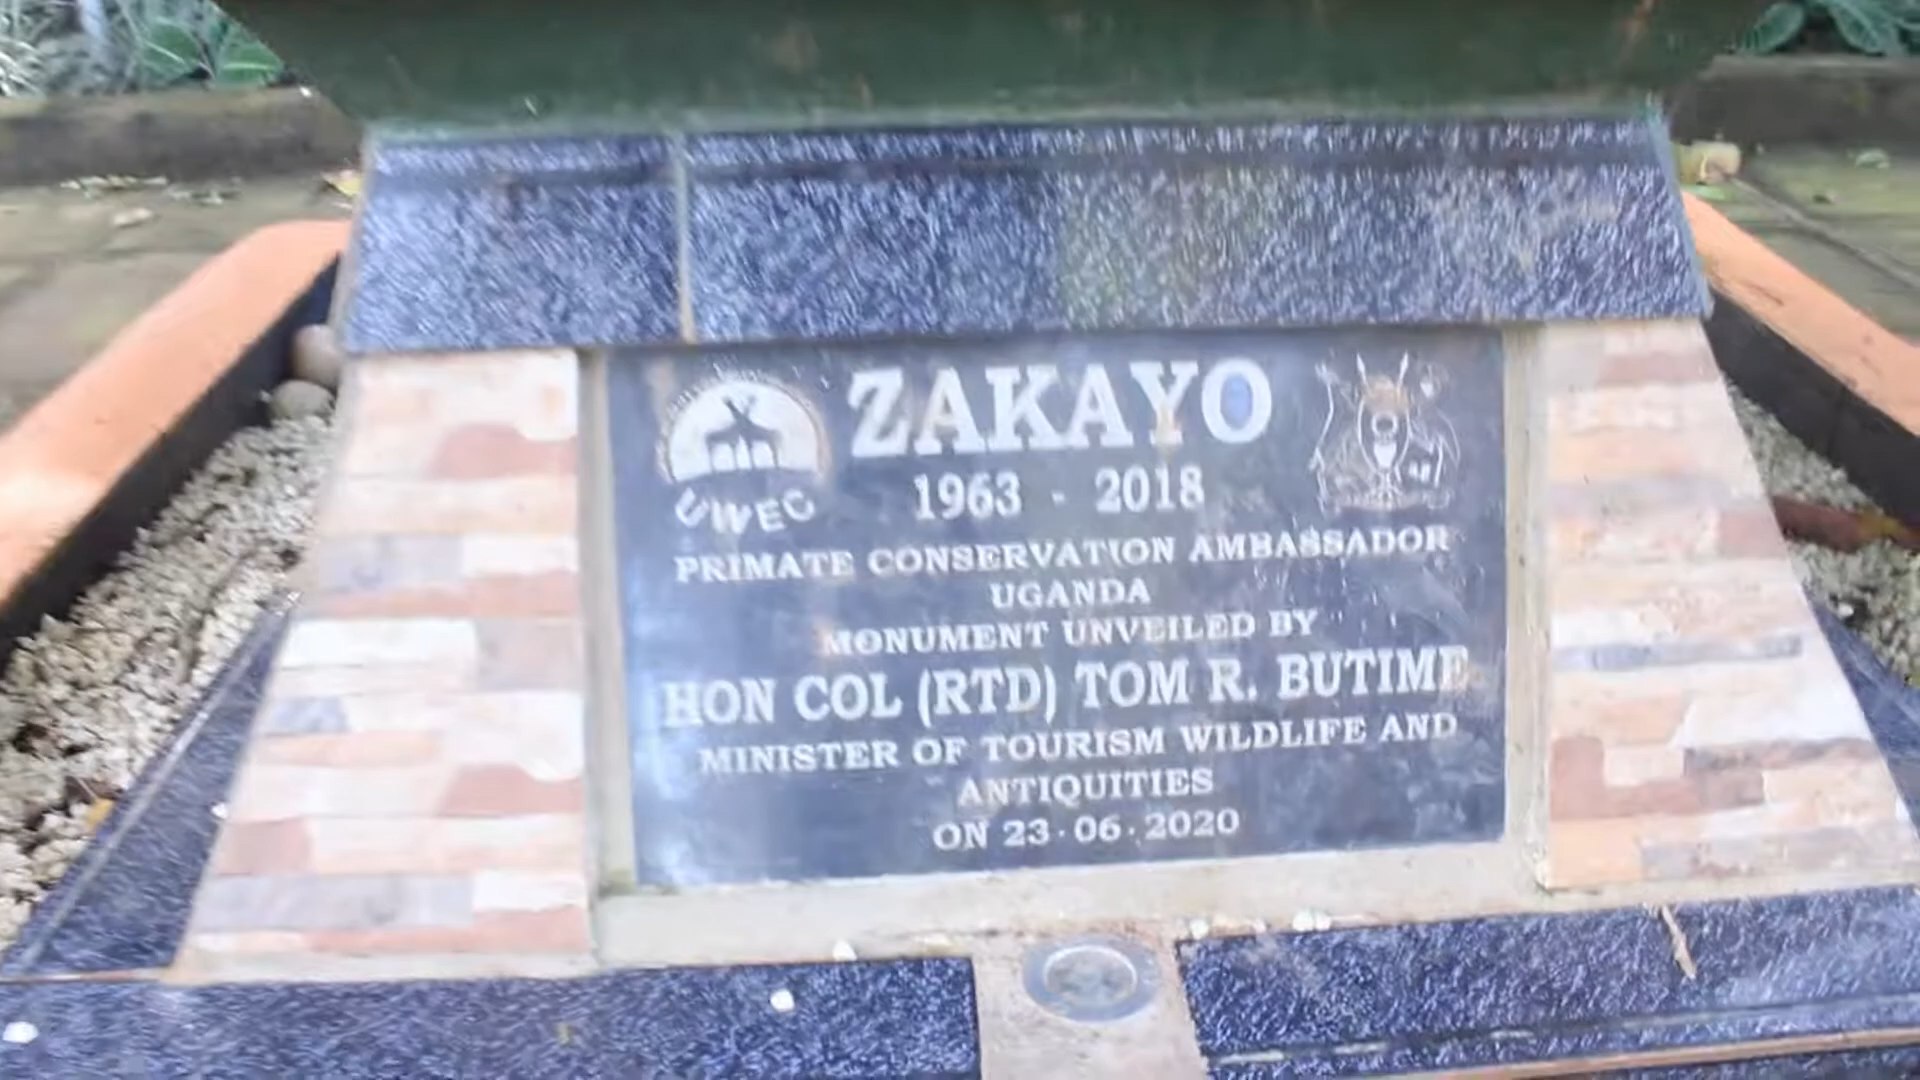 ZAKAYO
UWEC
1963 - 2018
PRIMATE CONSERVATION AMBASSADOR
UGANDA
MONUMENT UNVEILED BY
HON COL (RTD) TOM R. BUTIME
MINISTER OF TOURISM WILDLIFE AND
ANTIQUITIES
ON 23·06·2020